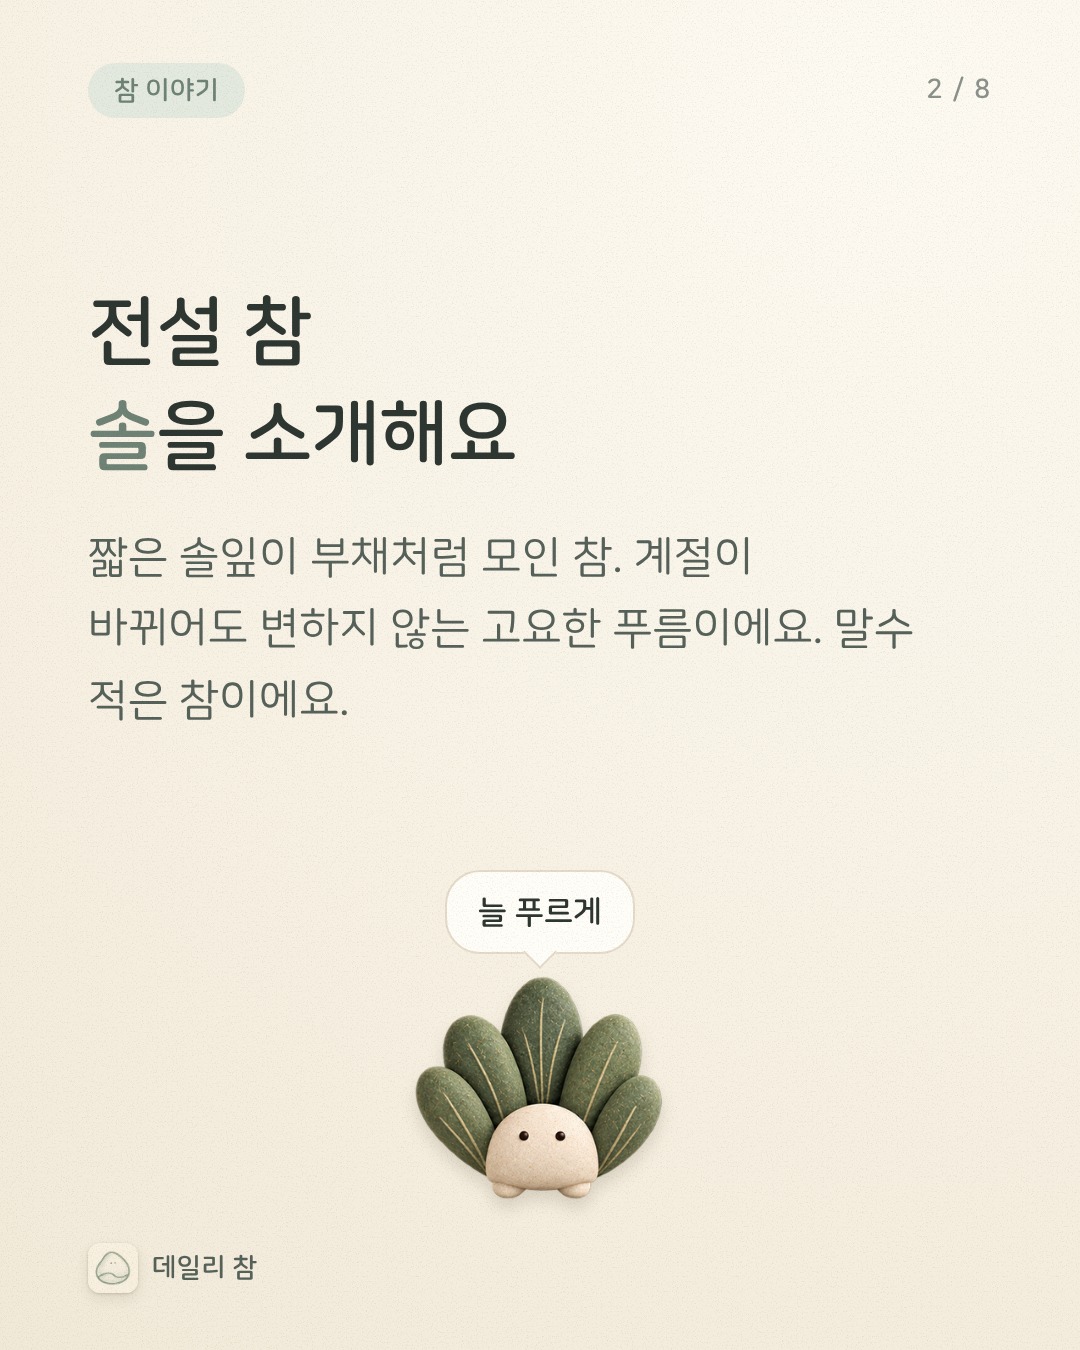 참 이야기
2 / 8
전설 참
솔을 소개해요
짧은 솔잎이 부채처럼 모인 참. 계절이
바뀌어도 변하지 않는 고요한 푸름이에요. 말수
적은 참이에요.
늘 푸르게
데일리 참